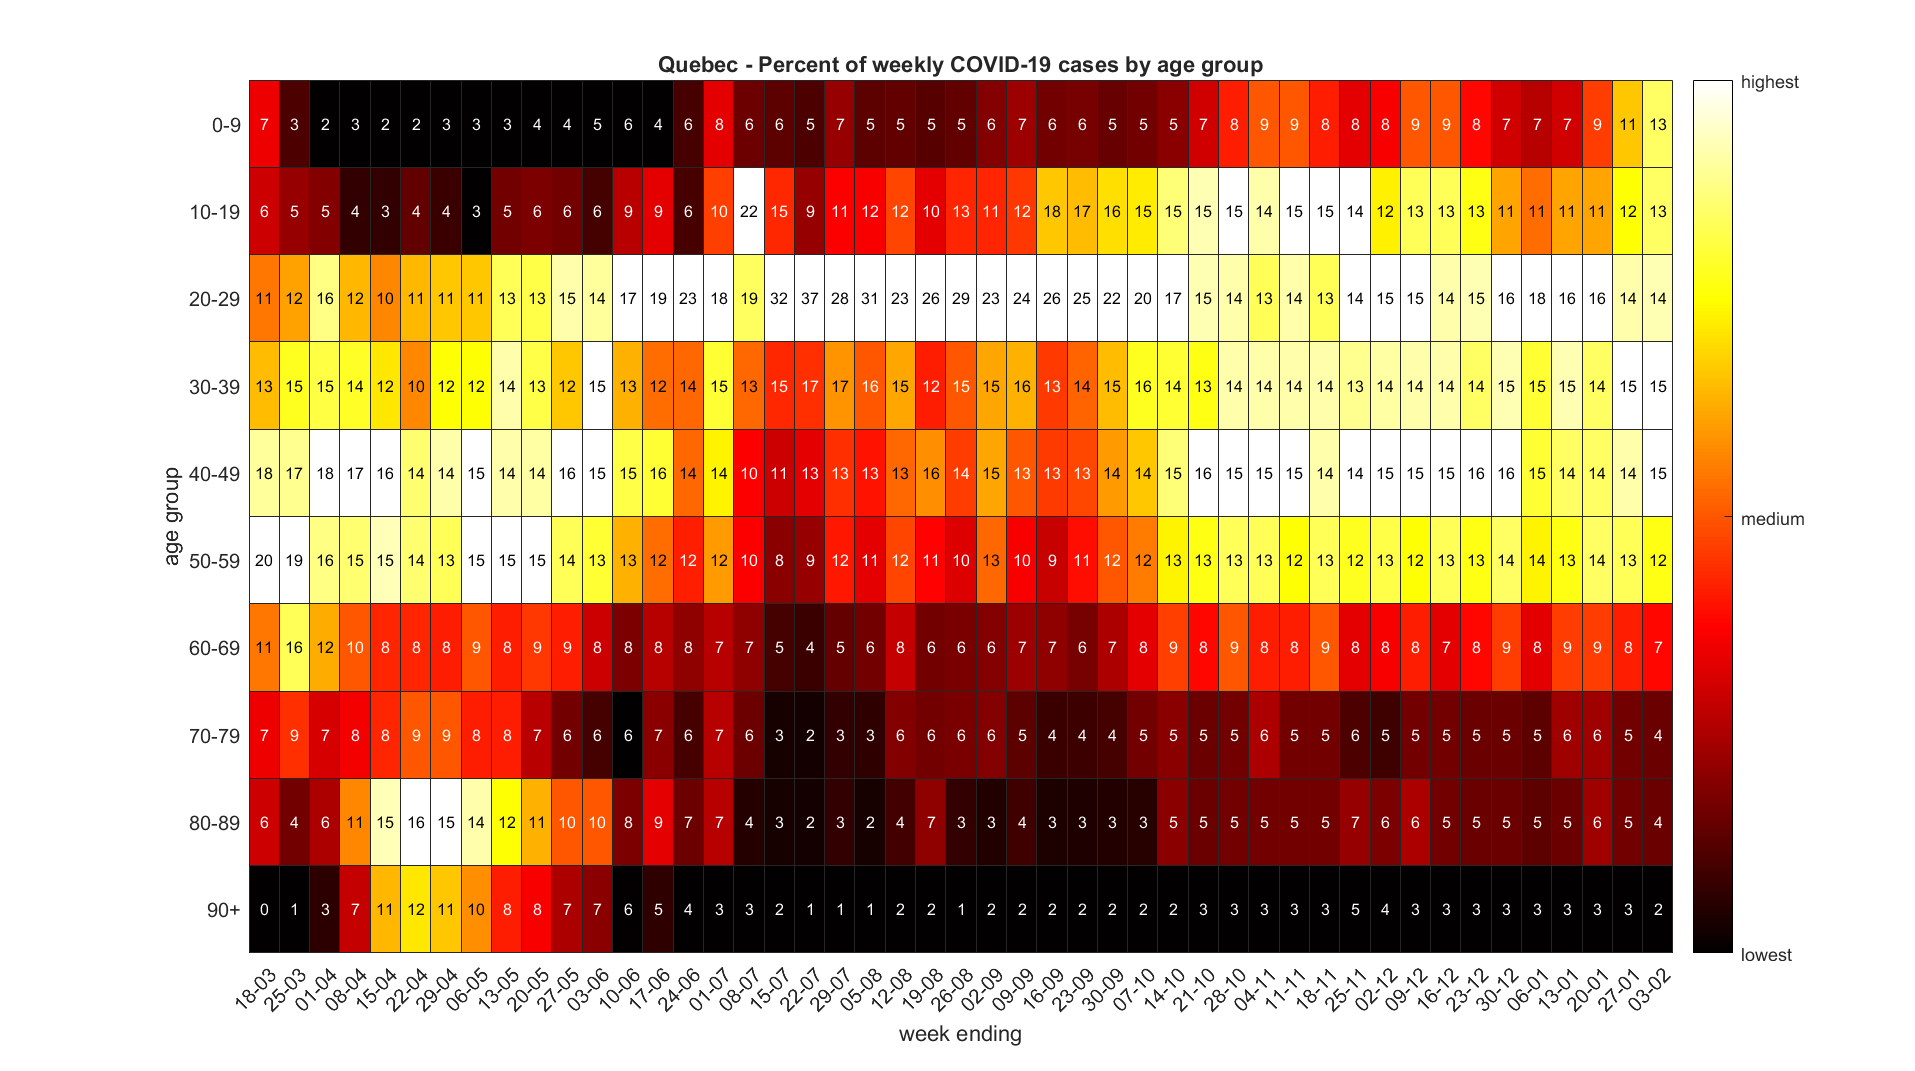 Quebec - Percent of weekly COVID-19 cases by age group
highest
0-9 7 3 2 3 2 2 3 3 3 4 4 5 6 4 6 8 6 6 5 7 5 5 5 5 6 7 6 6 5 5 5 7 8 9 9 8 8 8 9 9 8 7 7 7 9 11 13
10-19 6 5 5 4 3 4 4 3 5 6 6 6 9 9 6 10 22 15 9 11 12 12 10 13 11 12 18 17 16 15 15 15 15 14 15 15 14 12 13 13 13 11 11 11 11 12 13
20-29 11 12 16 12 10 11 11 11 13 13 15 14 17 19 23 18 19 32 37 28 31 23 26 29 23 24 26 25 22 20 17 15 14 13 14 13 14 15 15 14 15 16 18 16 16 14 14
30-39 13 15 15 14 12 10 12 12 14 13 12 15 13 12 14 15 13 15 17 17 16 15 12 15 15 16 13 14 15 16 14 13 14 14 14 14 13 14 14 14 14 15 15 15 14 15 15
40-49 18 17 18 17 16 14 14 15 14 14 16 15 15 16 14 14 10 11 13 13 13 13 16 14 15 13 13 13 14 14 15 16 15 15 15 14 14 15 15 15 16 16 15 14 14 14 15
medium
50-59 20 19 16 15 15 14 13 15 15 15 14 13 13 12 12 12 10 8 9 12 11 12 11 10 13 10 9 11 12 12 13 13 13 13 12 13 12 13 12 13 13 14 14 13 14 13 12
60-69 11 16 12 10 8 8 8 9 8 9 9 8 8 8 8 7 7 5 4 5 6 8 6 6 6 7 7 6 7 8 9 8 9 8 8 9 8 8 8 7 8 9 8 9 9 8 7
70-79 7 9 7 8 8 9 9 8 8 7 6 6 6 7 6 7 6 3 2 3 3 6 6 6 6 5 4 4 4 5 5 5 5 6 5 5 6 5 5 5 5 5 5 6 6 5 4
80-89 6 4 6 11 15 16 15 14 12 11 10 10 8 9 7 7 4 3 2 3 2 4 7 3 3 4 3 3 3 3 5 5 5 5 5 5 7 6 6 5 5 5 5 5 6 5 4
90+ 0 1 3 7 11 12 11 10 8 8 7 7 6 5 4 3 3 2 1 1 1 2 2 1 2 2 2 2 2 2 2 3 3 3 3 3 5 4 3 3 3 3 3 3 3 3 2
lowest
age group
18-03 25-03 01-04 08-04 15-04 22-04 29-04 06-05 13-05 20-05 27-05 03-06 10-06 17-06 24-06 01-07 08-07 15-07 22-07 29-07 05-08 12-08 19-08 26-08 02-09 09-09 16-09 23-09 30-09 07-10 14-10 21-10 28-10 04-11 11-11 18-11 25-11 02-12 09-12 16-12 23-12 30-12 06-01 13-01 20-01 27-01 03-02
week ending